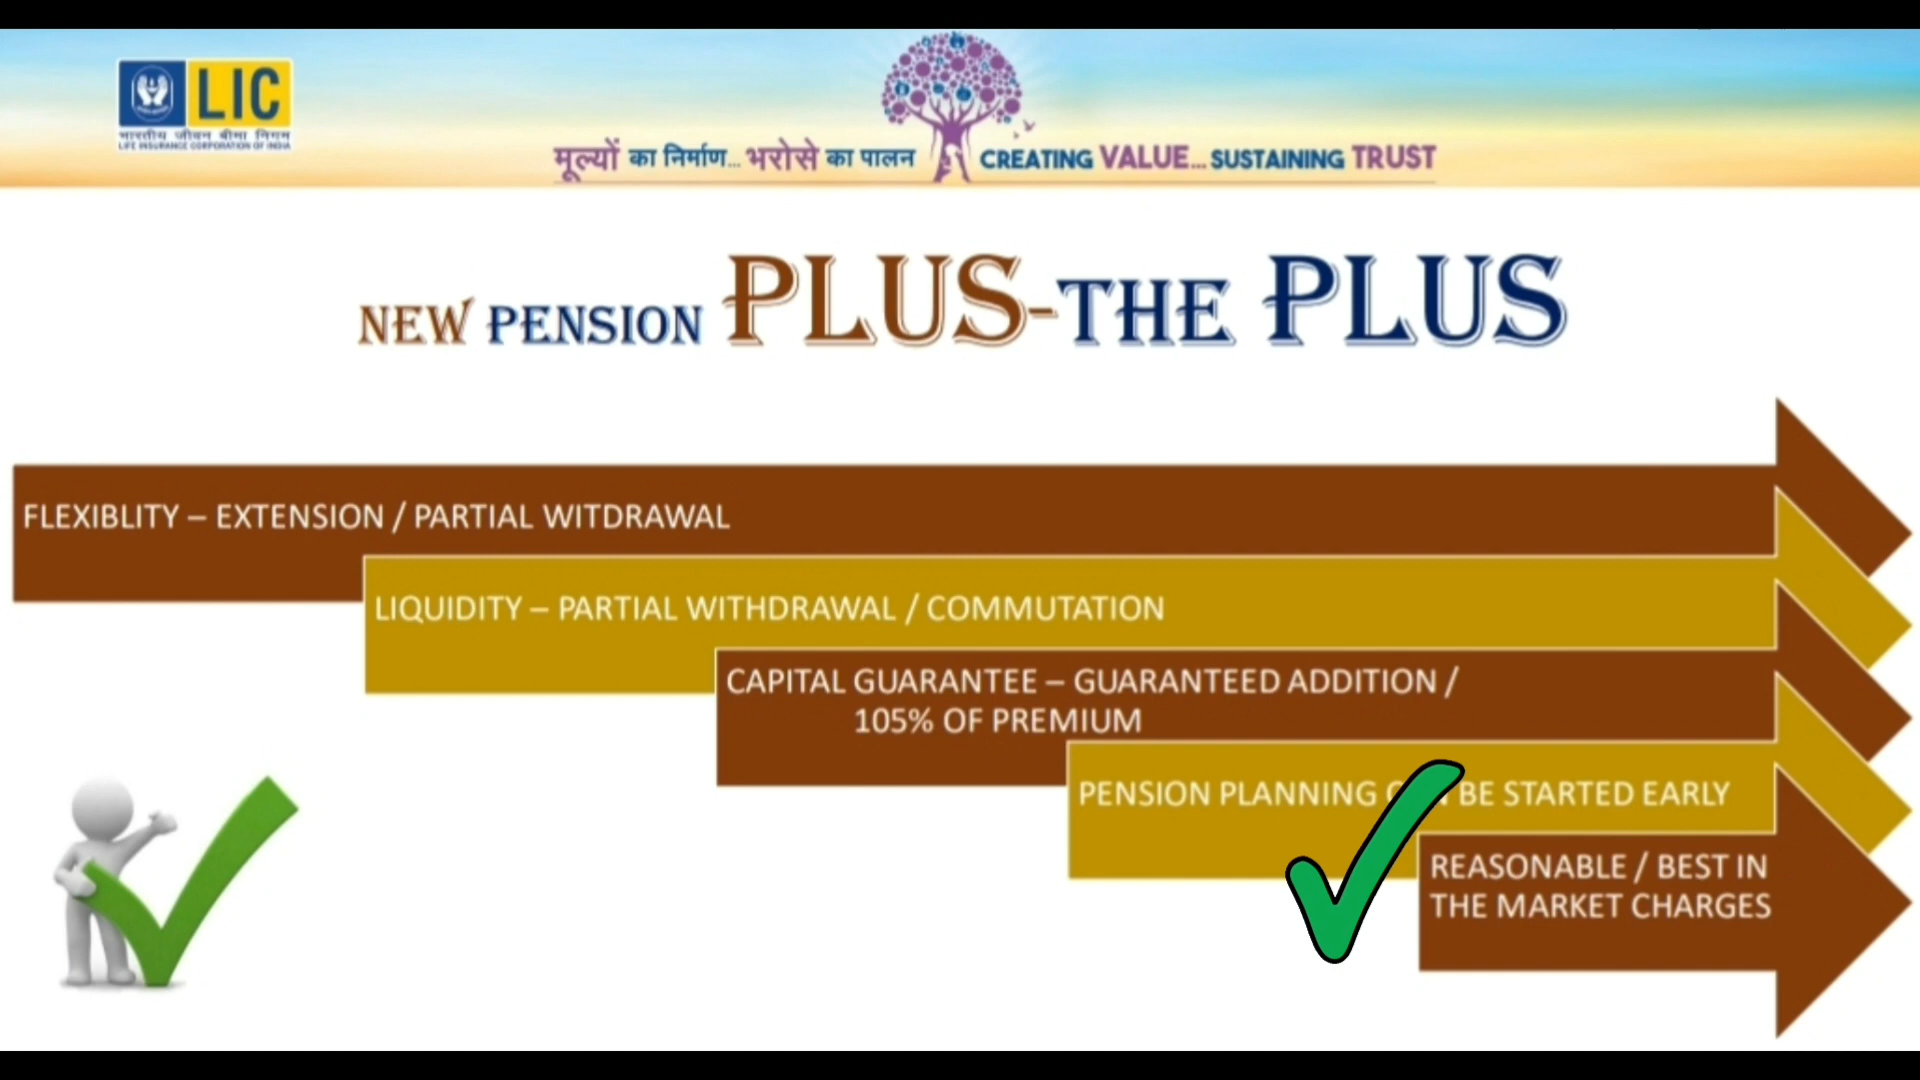 LIC
भारतीय जीवन बीमा निगम
LIFE INSURANCE CORPORATION OF INDIA
मूल्यों का निर्माण... भरोसे का पालन
CREATING VALUE... SUSTAINING TRUST
NEW PENSION PLUS-THE PLUS
FLEXIBLITY – EXTENSION / PARTIAL WITDRAWAL
LIQUIDITY – PARTIAL WITHDRAWAL / COMMUTATION
CAPITAL GUARANTEE – GUARANTEED ADDITION /
105% OF PREMIUM
PENSION PLANNING BE STARTED EARLY
REASONABLE / BEST IN
THE MARKET CHARGES